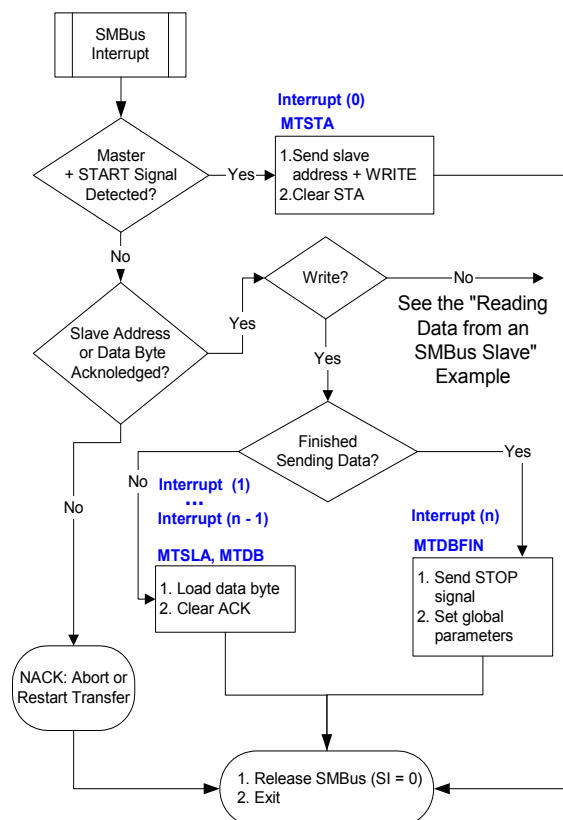 SMBus
Interrupt
Interrupt (0)
MTSTA
Master
+ START Signal
Detected?
Yes
1.Send slave
address + WRITE
2.Clear STA
No
Write?
No
See the "Reading
Data from an
SMBus Slave"
Example
Slave Address
or Data Byte
Acknoledged?
Yes
Yes
Finished
Sending Data?
No
Yes
No
Interrupt (1)
...
Interrupt (n - 1)
MTSLA, MTDB
1. Load data byte
2. Clear ACK
Interrupt (n)
MTDBFIN
1. Send STOP
signal
2. Set global
parameters
NACK: Abort or
Restart Transfer
1. Release SMBus (SI = 0)
2. Exit